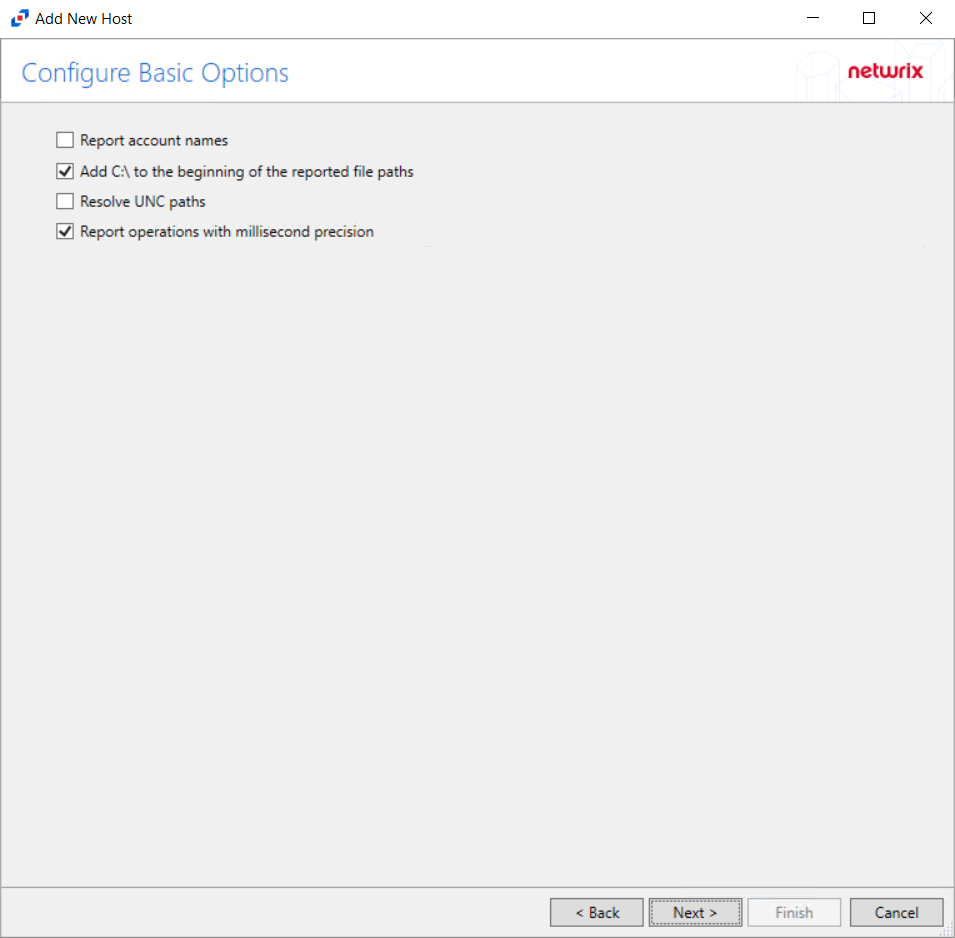 Add New Host
Configure Basic Options
netwrix
Report account names
Add C:\ to the beginning of the reported file paths
Resolve UNC paths
Report operations with millisecond precision
< Back
Next >
Finish
Cancel